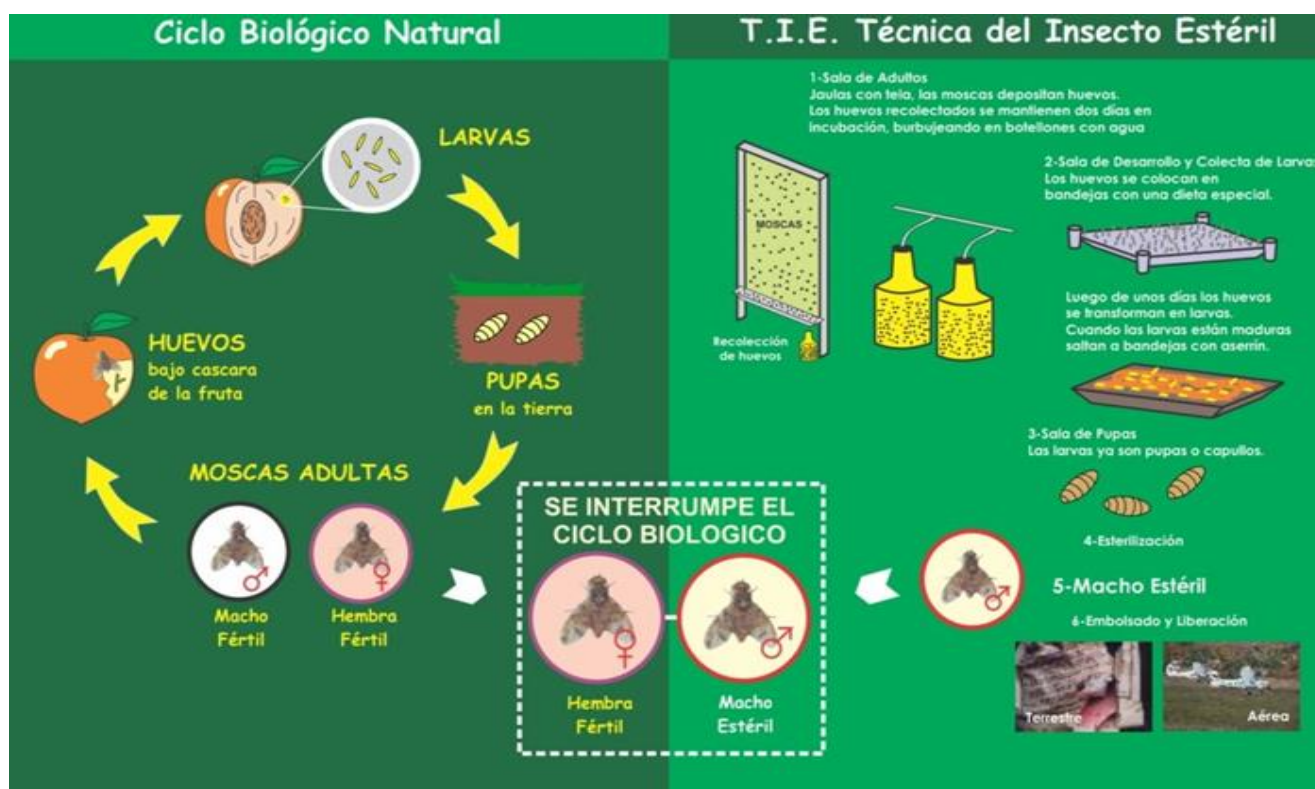 Ciclo Biológico Natural
LARVAS
HUEVOS
bajo cascara
de la fruta
PUPAS
en la tierra
MOSCAS ADULTAS
Macho
Fértil
Hembra
Fértil
SE INTERRUMPE EL
CICLO BIOLOGICO
Hembra
Fértil
Macho
Estéril
T.I.E. Técnica del Insecto Estéril
1-Sala de Adultos
Jaulas con tela, las moscas depositan huevos.
Los huevos recolectados se mantienen dos días en
incubación, burbujeando en botellones con agua
MOSCAS
Recolección
de huevos
2-Sala de Desarrollo y Colecta de Larvas
Los huevos se colocan en
bandejas con una dieta especial.
Luego de unos días los huevos
se transforman en larvas.
Cuando las larvas están maduras
saltan a bandejas con aserrín.
3-Sala de Pupas
Las larvas ya son pupas o capullos.
4-Esterilización
5-Macho Estéril
6-Embolsado y Liberación
Terrestre
Aérea